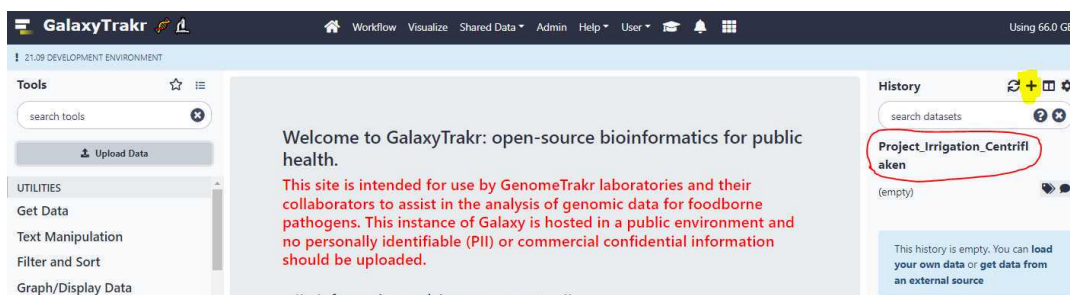 GalaxyTrakr
Workflow Visualize Shared Data Admin Help User
Using 66.0 GB
! 21.09 DEVELOPMENT ENVIRONMENT
Tools
search tools
Upload Data
UTILITIES
Get Data
Text Manipulation
Filter and Sort
Graph/Display Data
Welcome to GalaxyTrakr: open-source bioinformatics for public
health.
This site is intended for use by GenomeTrakr laboratories and their
collaborators to assist in the analysis of genomic data for foodborne
pathogens. This instance of Galaxy is hosted in a public environment and
no personally identifiable (PII) or commercial confidential information
should be uploaded.
History
search datasets
Project_Irrigation_Centrifl
aken
(empty)
This history is empty. You can load
your own data or get data from
an external source